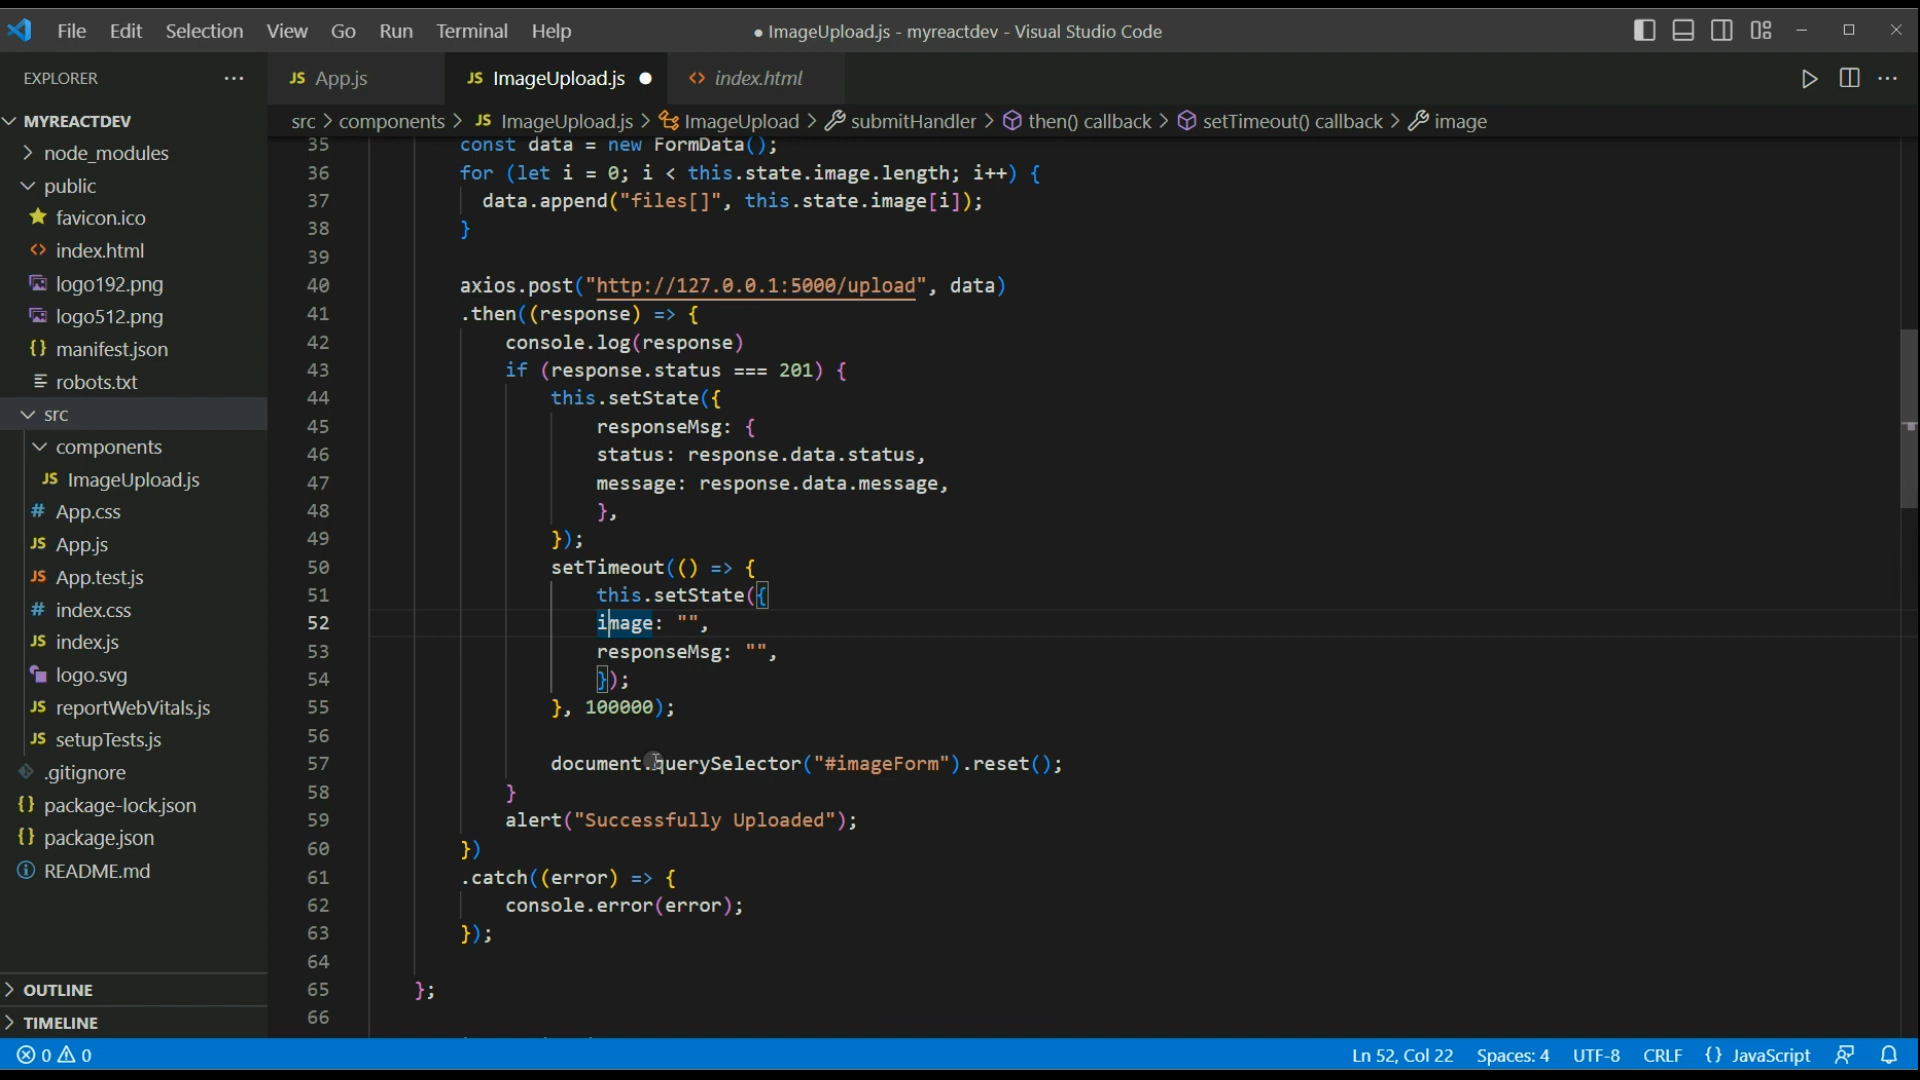 File Edit Selection View Go Run Terminal Help
● ImageUpload.js - myreactdev - Visual Studio Code
EXPLORER ···
JS App.js
JS ImageUpload.js ●
<> index.html
src > components > JS ImageUpload.js > ImageUpload > submitHandler > then() callback > setTimeout() callback > image
MYREACTDEV
node_modules
public
favicon.ico
<> index.html
logo192.png
logo512.png
{} manifest.json
robots.txt
src
components
JS ImageUpload.js
# App.css
JS App.js
JS App.test.js
# index.css
JS index.js
logo.svg
JS reportWebVitals.js
JS setupTests.js
.gitignore
{} package-lock.json
{} package.json
README.md
OUTLINE
TIMELINE
35 const data = new FormData();
36 for (let i = 0; i < this.state.image.length; i++) {
37 data.append("files[]", this.state.image[i]);
38 }
39
40 axios.post("http://127.0.0.1:5000/upload", data)
41 .then((response) => {
42 console.log(response)
43 if (response.status === 201) {
44 this.setState({
45 responseMsg: {
46 status: response.data.status,
47 message: response.data.message,
48 },
49 });
50 setTimeout(() => {
51 this.setState({
52 image: "",
53 responseMsg: "",
54 });
55 }, 100000);
56
57 document.querySelector("#imageForm").reset();
58 }
59 alert("Successfully Uploaded");
60 })
61 .catch((error) => {
62 console.error(error);
63 });
64
65 };
66
0 0
Ln 52, Col 22 Spaces: 4 UTF-8 CRLF {} JavaScript